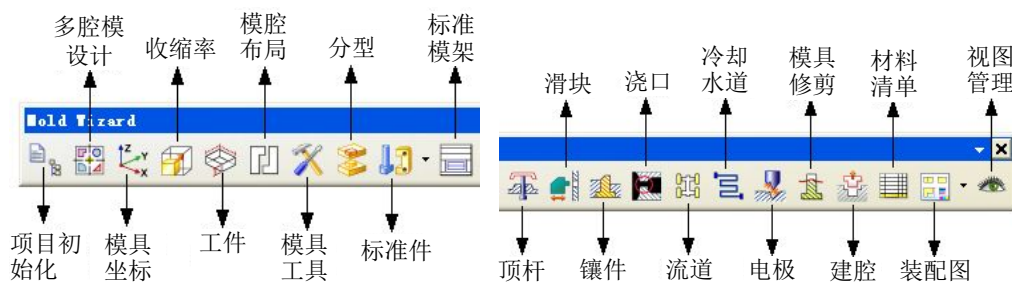 多腔模
设计
收缩率
模腔
布局
分型
标准
模架
Mold Wizard
Z
Y
X
项目初
始化
模具
坐标
工件
模具
工具
标准件
滑块
浇口
冷却
水道
模具
修剪
材料
清单
视图
管理
顶杆
镶件
流道
电极
建腔
装配图